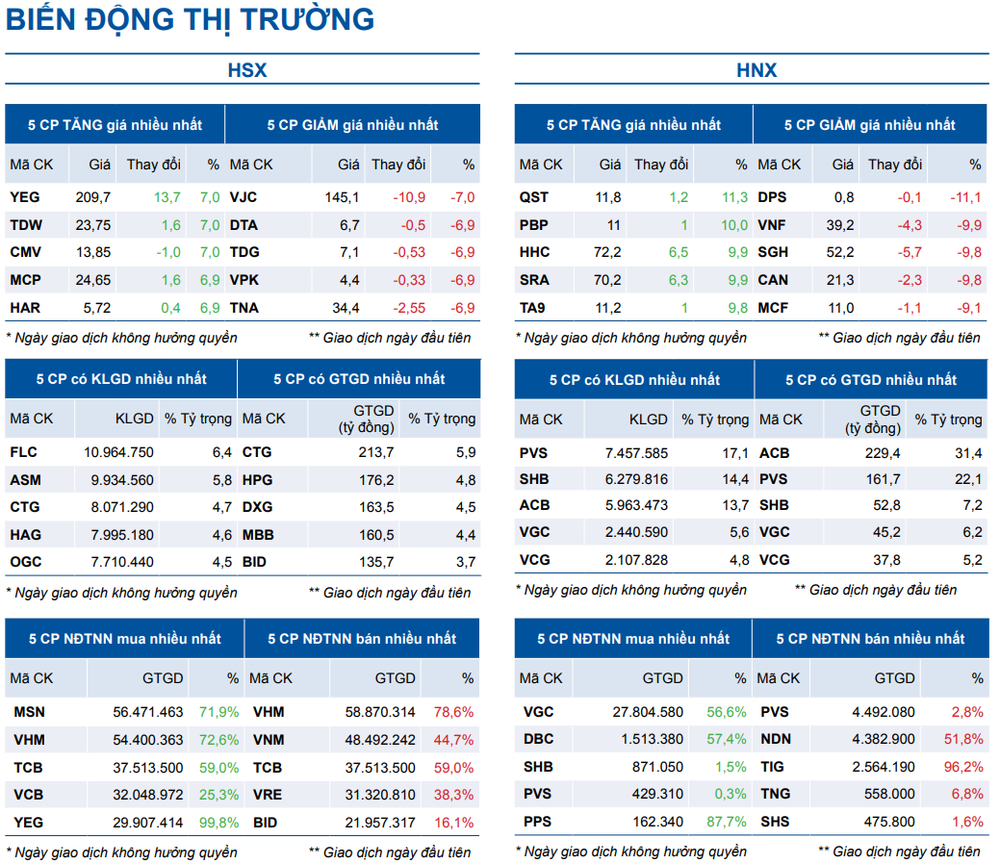 BIẾN ĐỘNG THỊ TRƯỜNG
HSX
5 CP TĂNG giá nhiều nhất 5 CP GIẢM giá nhiều nhất
Mã CK Giá Thay đổi % Mã CK Giá Thay đổi %
YEG 209,7 13,7 7,0 VJC 145,1 -10,9 -7,0
TDW 23,75 1,6 7,0 DTA 6,7 -0,5 -6,9
CMV 13,85 -1,0 7,0 TDG 7,1 -0,53 -6,9
MCP 24,65 1,6 6,9 VPK 4,4 -0,33 -6,9
HAR 5,72 0,4 6,9 TNA 34,4 -2,55 -6,9
* Ngày giao dịch không hưởng quyền ** Giao dịch ngày đầu tiên
5 CP có KLGD nhiều nhất 5 CP có GTGD nhiều nhất
Mã CK KLGD % Tỷ trọng Mã CK GTGD (tỷ đồng) % Tỷ trọng
FLC 10.964.750 6,4 CTG 213,7 5,9
ASM 9.934.560 5,8 HPG 176,2 4,8
CTG 8.071.290 4,7 DXG 163,5 4,5
HAG 7.995.180 4,6 MBB 160,5 4,4
OGC 7.710.440 4,5 BID 135,7 3,7
* Ngày giao dịch không hưởng quyền ** Giao dịch ngày đầu tiên
5 CP NĐTNN mua nhiều nhất 5 CP NĐTNN bán nhiều nhất
Mã CK GTGD % Mã CK GTGD %
MSN 56.471.463 71,9% VHM 58.870.314 78,6%
VHM 54.400.363 72,6% VNM 48.492.242 44,7%
TCB 37.513.500 59,0% TCB 37.513.500 59,0%
VCB 32.048.972 25,3% VRE 31.320.810 38,3%
YEG 29.907.414 99,8% BID 21.957.317 16,1%
* Ngày giao dịch không hưởng quyền ** Giao dịch ngày đầu tiên
HNX
5 CP TĂNG giá nhiều nhất 5 CP GIẢM giá nhiều nhất
Mã CK Giá Thay đổi % Mã CK Giá Thay đổi %
QST 11,8 1,2 11,3 DPS 0,8 -0,1 -11,1
PBP 11 1 10,0 VNF 39,2 -4,3 -9,9
HHC 72,2 6,5 9,9 SGH 52,2 -5,7 -9,8
SRA 70,2 6,3 9,9 CAN 21,3 -2,3 -9,8
TA9 11,2 1 9,8 MCF 11,0 -1,1 -9,1
* Ngày giao dịch không hưởng quyền ** Giao dịch ngày đầu tiên
5 CP có KLGD nhiều nhất 5 CP có GTGD nhiều nhất
Mã CK KLGD % Tỷ trọng Mã CK GTGD (tỷ đồng) % Tỷ trọng
PVS 7.457.585 17,1 ACB 229,4 31,4
SHB 6.279.816 14,4 PVS 161,7 22,1
ACB 5.963.473 13,7 SHB 52,8 7,2
VGC 2.440.590 5,6 VGC 45,2 6,2
VCG 2.107.828 4,8 VCG 37,8 5,2
* Ngày giao dịch không hưởng quyền ** Giao dịch ngày đầu tiên
5 CP NĐTNN mua nhiều nhất 5 CP NĐTNN bán nhiều nhất
Mã CK GTGD % Mã CK GTGD %
VGC 27.804.580 56,6% PVS 4.492.080 2,8%
DBC 1.513.380 57,4% NDN 4.382.900 51,8%
SHB 871.050 1,5% TIG 2.564.190 96,2%
PVS 429.310 0,3% TNG 558.000 6,8%
PPS 162.340 87,7% SHS 475.800 1,6%
* Ngày giao dịch không hưởng quyền ** Giao dịch ngày đầu tiên